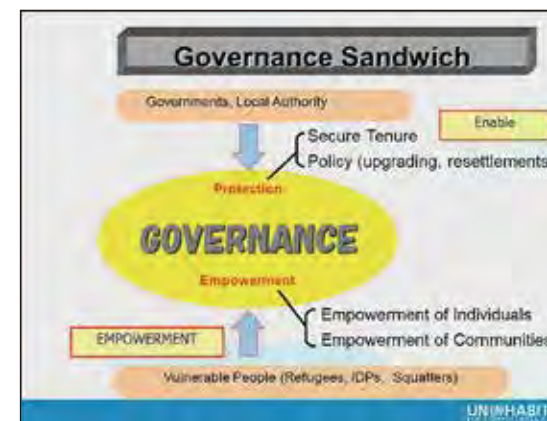 Governance Sandwich
Governments, Local Authority
Enable
Secure Tenure
Policy (upgrading, resettlements
Protection
GOVERNANCE
Empowerment
Empowerment of Individuals
EMPOWERMENT
Empowerment of Communities
Vulnerable People (Refugees, IDPs, Squatters)
UN HABIT